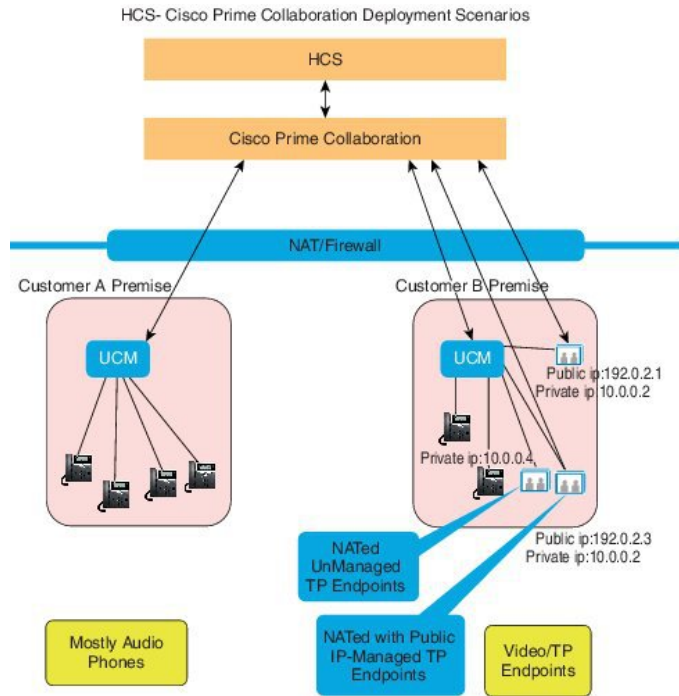 HCS- Cisco Prime Collaboration Deployment Scenarios
HCS
Cisco Prime Collaboration
NAT/Firewall
Customer A Premise
Customer B Premise
UCM
UCM
Public ip:192.0.2.1
Private ip:10.0.0.2
Private ip:10.0.0.4
Public ip:192.0.2.3
Private ip:10.0.0.2
NATed
UnManaged
TP Endpoints
Mostly Audio
Phones
NATed with Public
IP-Managed TP
Endpoints
Video/TP
Endpoints